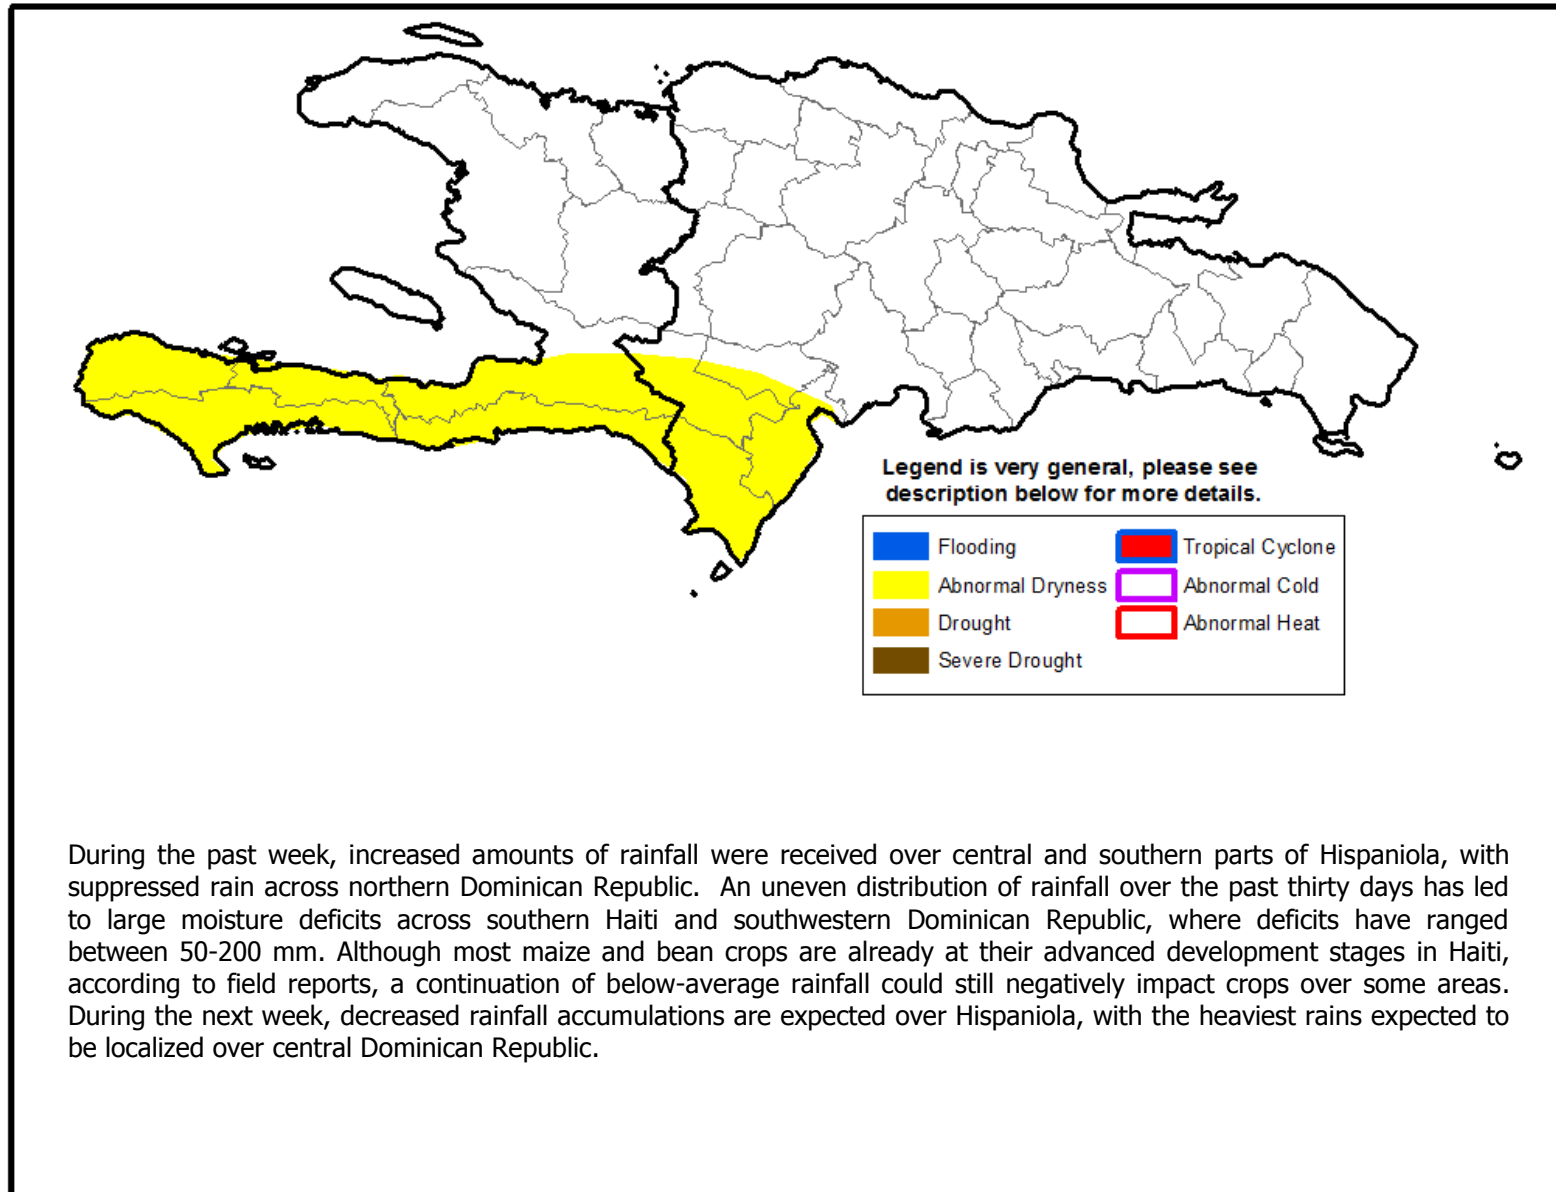 Legend is very general, please see
description below for more details.
Flooding
Tropical Cyclone
Abnormal Dryness
Abnormal Cold
Drought
Abnormal Heat
Severe Drought
During the past week, increased amounts of rainfall were received over central and southern parts of Hispaniola, with
suppressed rain across northern Dominican Republic. An uneven distribution of rainfall over the past thirty days has led
to large moisture deficits across southern Haiti and southwestern Dominican Republic, where deficits have ranged
between 50-200 mm. Although most maize and bean crops are already at their advanced development stages in Haiti,
according to field reports, a continuation of below-average rainfall could still negatively impact crops over some areas.
During the next week, decreased rainfall accumulations are expected over Hispaniola, with the heaviest rains expected to
be localized over central Dominican Republic.